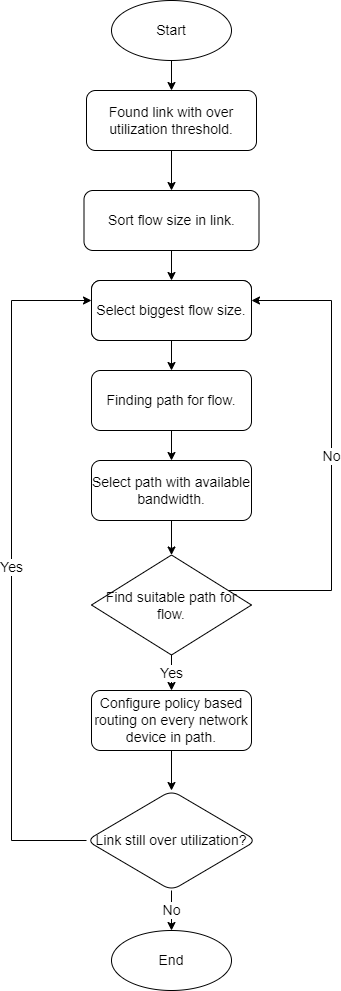 Start
Found link with over
utilization threshold.
Sort flow size in link.
Select biggest flow size.
Finding path for flow.
Select path with available
bandwidth.
No
Yes
Find suitable path for
flow.
Yes
Configure policy based
routing on every network
device in path.
Link still over utilization?
No
End